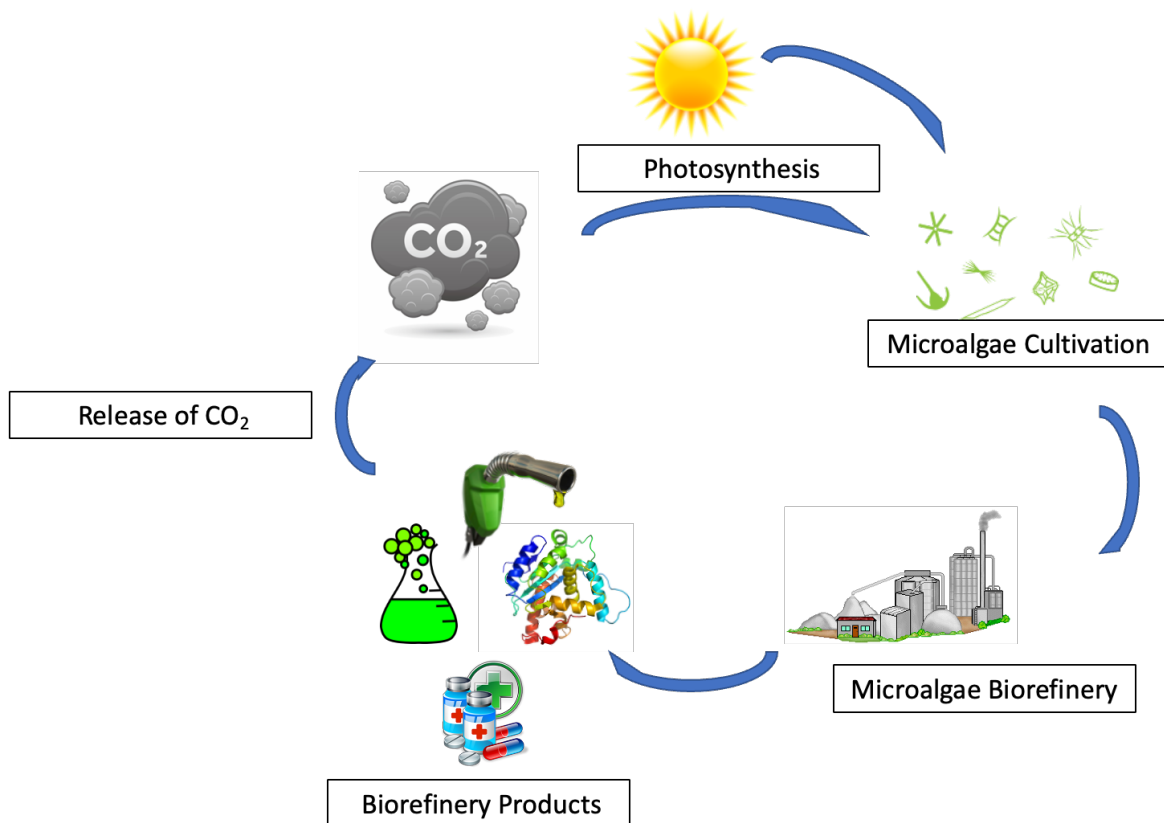 Photosynthesis
CO₂
Microalgae Cultivation
Release of CO₂
Microalgae Biorefinery
Biorefinery Products